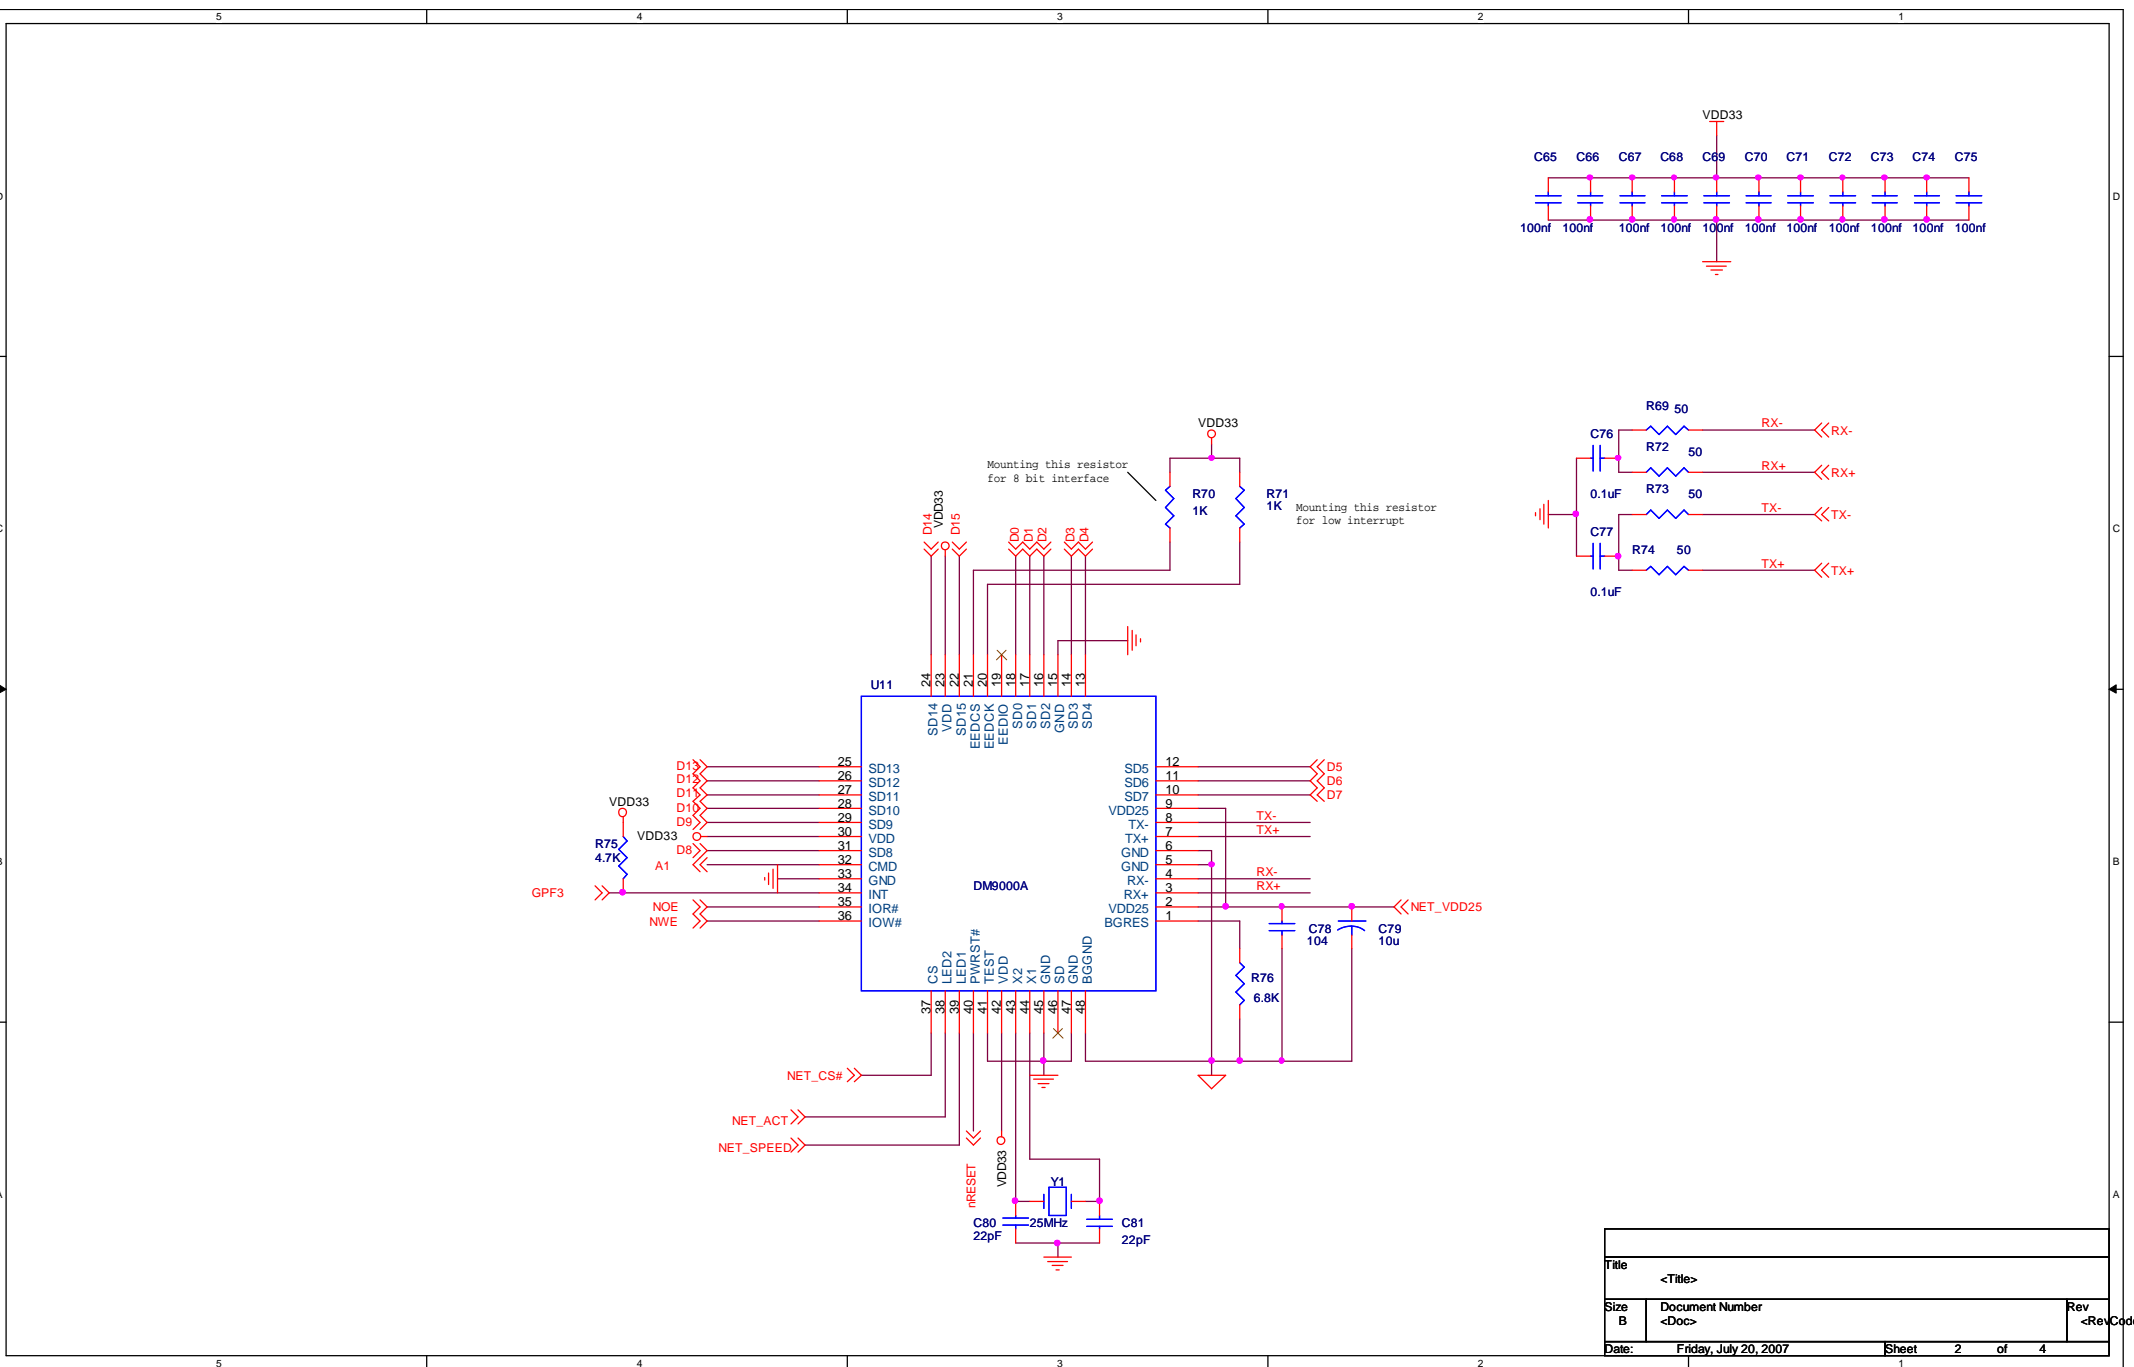 5 4 3 2 1
VDD33
C65 C66 C67 C68 C69 C70 C71 C72 C73 C74 C75
D
100nf 100nf 100nf 100nf 100nf 100nf 100nf 100nf 100nf 100nf 100nf
R69 50
RX- RX-
C76
R72 50
RX+ RX+
0.1uF
R73 50
TX- TX-
C77
R74 50
TX+ TX+
0.1uF
VDD33
Mounting this resistor
for 8 bit interface
R70
1K
R71
1K
Mounting this resistor
for low interrupt
C
D14 VDD33 D15 D0 D1 D2 D3 D4
U11
24 23 22 21 20 19 18 17 16 15 14 13
SD14 VDD SD15 EEDCS EEDCK EEDIO SD0 SD1 SD2 GND SD3 SD4
D13 25 SD13
D12 26 SD12
D11 27 SD11
D10 28 SD10
D9 29 SD9
VDD33 30 VDD
D8 31 SD8
A1 32 CMD
33 GND
GPF3 34 INT
NOE 35 IOR#
NWE 36 IOW#
VDD33
R75
4.7K
DM9000A
SD5 12 D5
SD6 11 D6
SD7 10 D7
VDD25 9
TX- 8 TX-
TX+ 7 TX+
GND 6
GND 5
RX- 4 RX-
RX+ 3 RX+
VDD25 2 NET_VDD25
BGRES 1
B
C78
104
C79
10u
R76
6.8K
CS LED2 LED1 PWRST# TEST VDD X2 X1 GND SD GND BGGND
37 38 39 40 41 42 43 44 45 46 47 48
NET_CS#
NET_ACT
NET_SPEED
nRESET
VDD33
Y1
25MHz
C80
22pF
C81
22pF
A
Title
<Title>
Size
B
Document Number
<Doc>
Rev
<RevCode
Date: Friday, July 20, 2007 Sheet 2 of 4
5 4 3 2 1